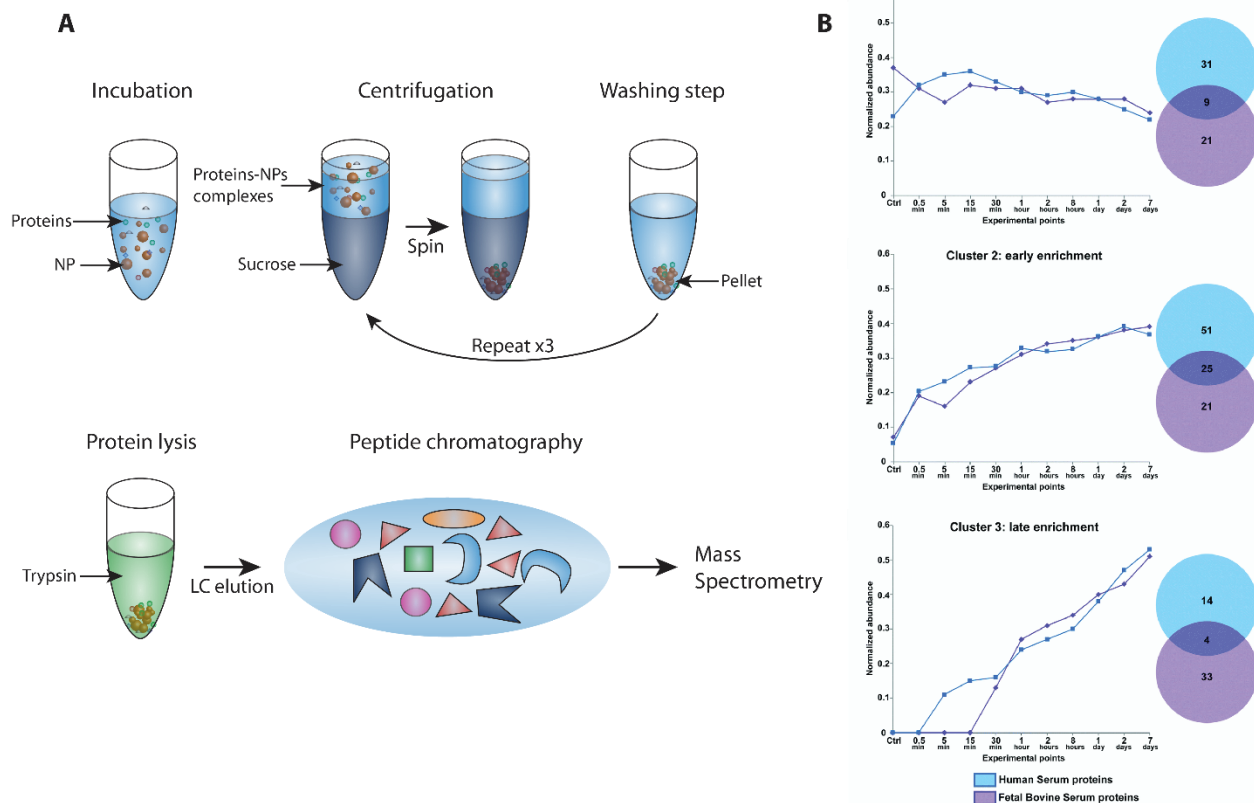 A
Incubation
Centrifugation
Washing step
Proteins-NPs
complexes
Proteins
NP
Sucrose
Spin
Pellet
Repeat x3
Protein lysis
Peptide chromatography
Trypsin
LC elution
Mass
Spectrometry
B
Normalized abundance
0.4
0.3
0.2
0.1
0
Ctrl 0.5 5 15 30 1 2 8 1 2 7
min min min min hour hours hours day days days
Experimental points
31
9
21
Cluster 2: early enrichment
Normalized abundance
0.6
0.5
0.4
0.3
0.2
0.1
0
Ctrl 0.5 5 15 30 1 2 8 1 2 7
min min min min hour hours hours day days days
Experimental points
51
25
21
Cluster 3: late enrichment
Normalized abundance
0.6
0.5
0.4
0.3
0.2
0.1
0
Ctrl 0.5 5 15 30 1 2 8 1 2 7
min min min min hour hours hours day days days
Experimental points
14
4
33
Human Serum proteins
Fetal Bovine Serum proteins